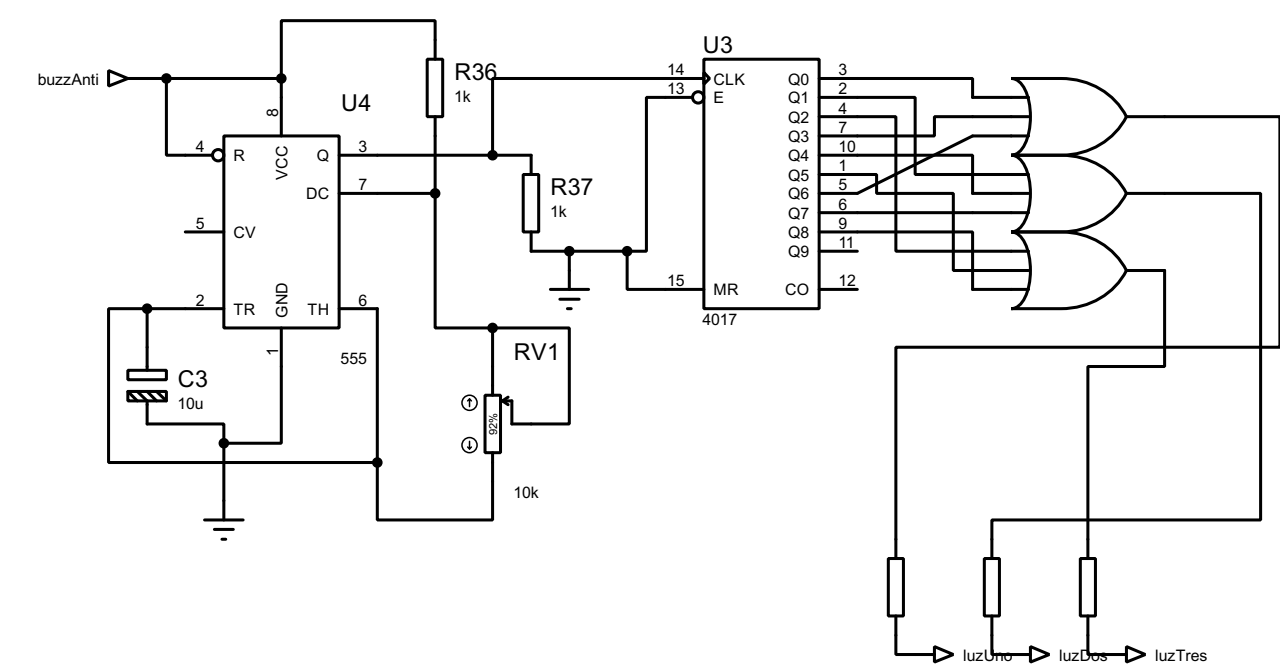 buzzAnti
U4
8
4
R
VCC
Q
3
DC
7
5
CV
2
TR
GND
TH
6
1
555
C3
10u
R36
1k
R37
1k
RV1
92%
10k
U3
14
CLK
13
E
15
MR
4017
Q0
3
Q1
2
Q2
4
Q3
7
Q4
10
Q5
1
Q6
5
Q7
6
Q8
9
Q9
11
CO
12
luzUno
luzDos
luzTres